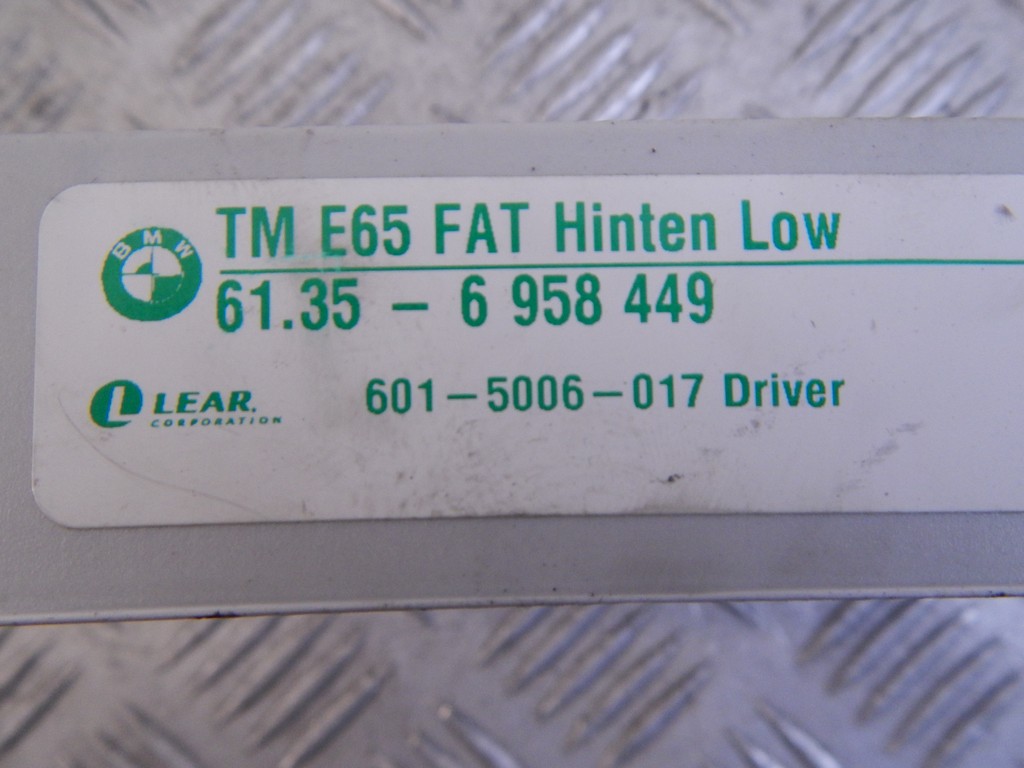 BMW
TM E65 FAT Hinten Low
61.35 – 6 958 449
LEAR.
CORPORATION
601–5006–017 Driver